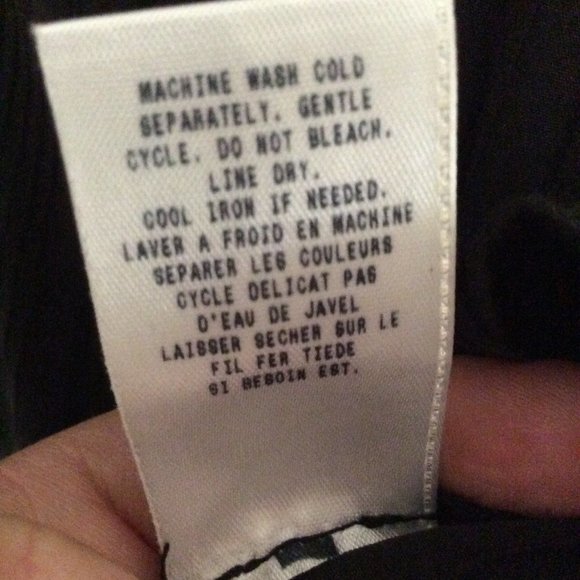 MACHINE WASH COLD
SEPARATELY. GENTLE
CYCLE. DO NOT BLEACH.
LINE DRY.
COOL IRON IF NEEDED.
LAVER A FROID EN MACHINE
SEPARER LES COULEURS
CYCLE DELICAT PAS
D'EAU DE JAVEL
LAISSER SECHER SUR LE
FIL FER TIEDE
SI BESOIN EST.